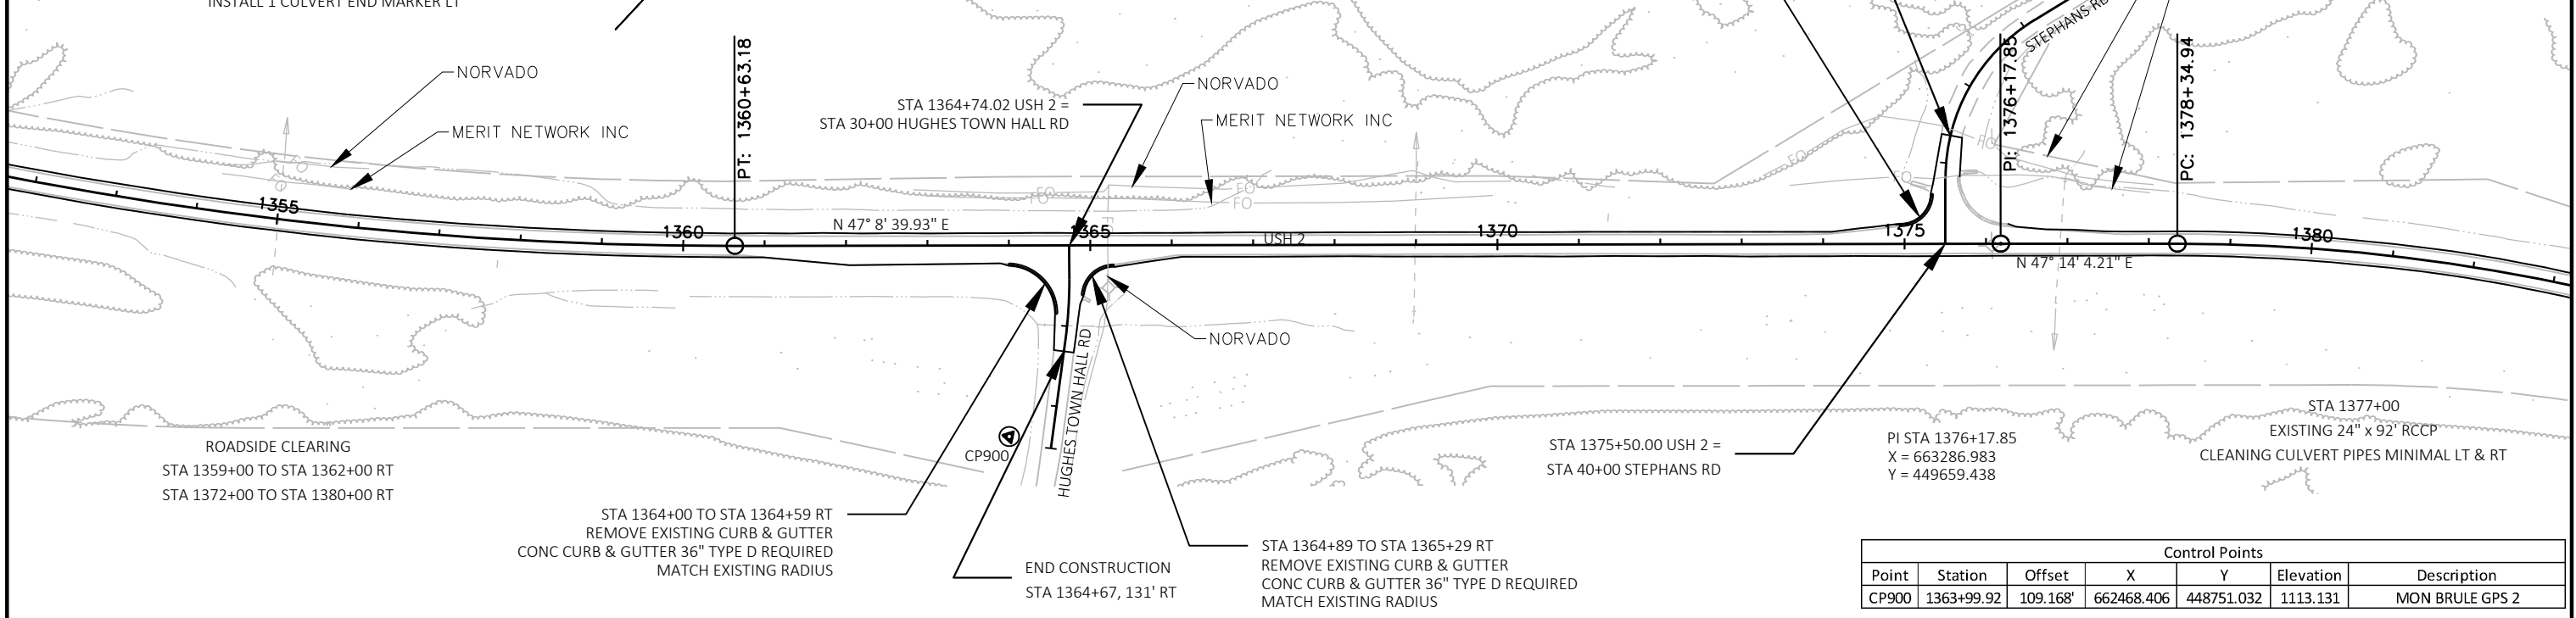 INSTALL 1 CULVERT END MARKER LT
NORVADO
MERIT NETWORK INC
PT: 1360+63.18
STA 1364+74.02 USH 2 =
STA 30+00 HUGHES TOWN HALL RD
NORVADO
MERIT NETWORK INC
STEPHANS RD
PI: 1376+17.85
PC: 1378+34.94
FO
FO
FO
FO
FO
FO
FO
FO
1355
1360
N 47° 8' 39.93" E
1365
USH 2
1370
1375
1380
N 47° 14' 4.21" E
NORVADO
HUGHES TOWN HALL RD
CP900
ROADSIDE CLEARING
STA 1359+00 TO STA 1362+00 RT
STA 1372+00 TO STA 1380+00 RT
STA 1364+00 TO STA 1364+59 RT
REMOVE EXISTING CURB & GUTTER
CONC CURB & GUTTER 36" TYPE D REQUIRED
MATCH EXISTING RADIUS
END CONSTRUCTION
STA 1364+67, 131' RT
STA 1364+89 TO STA 1365+29 RT
REMOVE EXISTING CURB & GUTTER
CONC CURB & GUTTER 36" TYPE D REQUIRED
MATCH EXISTING RADIUS
STA 1375+50.00 USH 2 =
STA 40+00 STEPHANS RD
PI STA 1376+17.85
X = 663286.983
Y = 449659.438
STA 1377+00
EXISTING 24" x 92' RCCP
CLEANING CULVERT PIPES MINIMAL LT & RT
Control Points
Point Station Offset X Y Elevation Description
CP900 1363+99.92 109.168' 662468.406 448751.032 1113.131 MON BRULE GPS 2